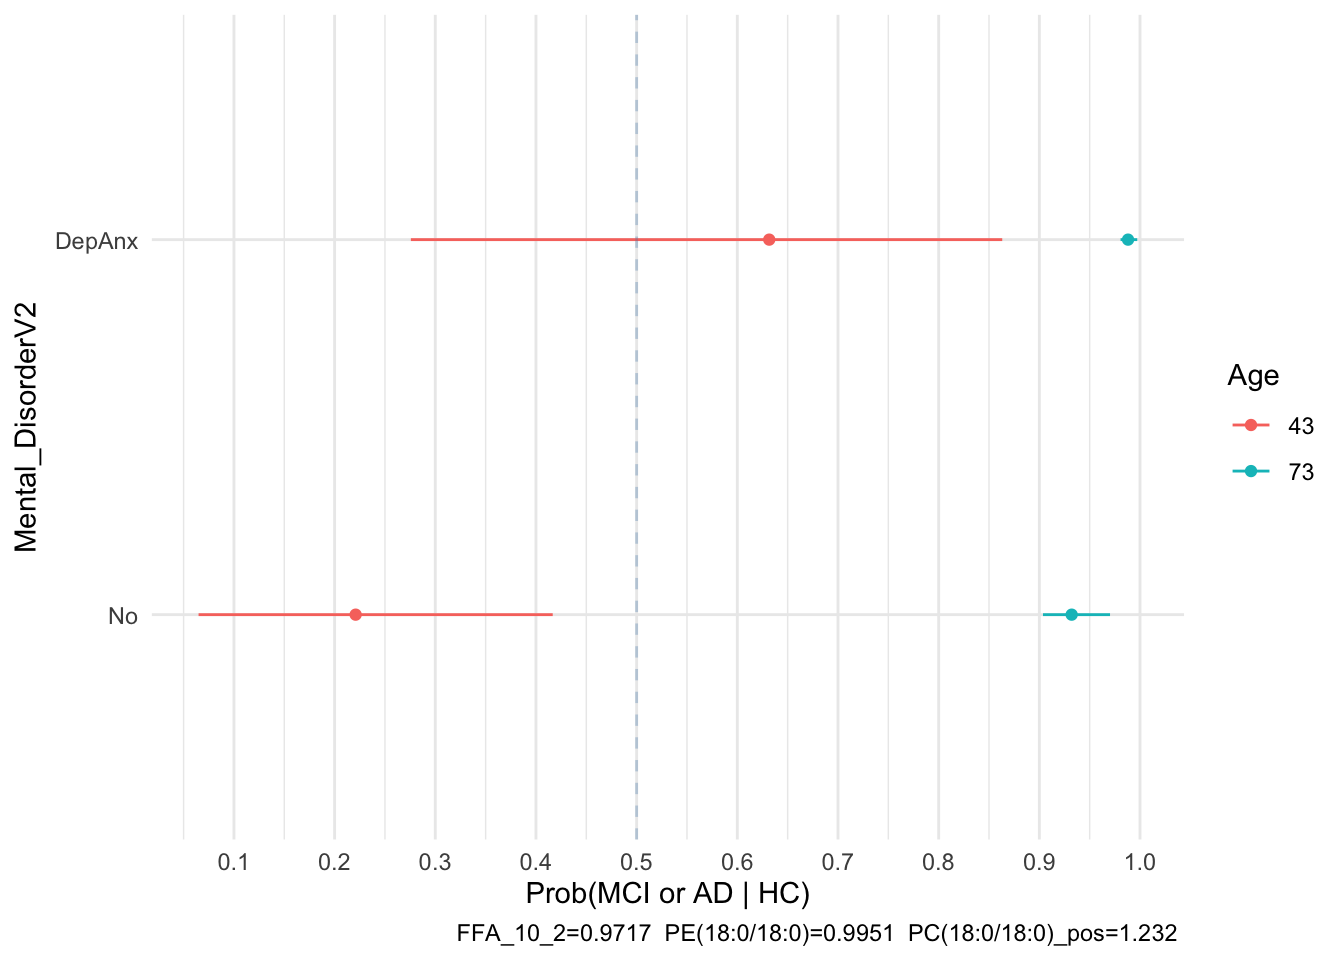 DepAnx
No
Mental_DisorderV2
0.1 0.2 0.3 0.4 0.5 0.6 0.7 0.8 0.9 1.0
Prob(MCI or AD | HC)
FFA_10_2=0.9717 PE(18:0/18:0)=0.9951 PC(18:0/18:0)_pos=1.232
Age
43
73